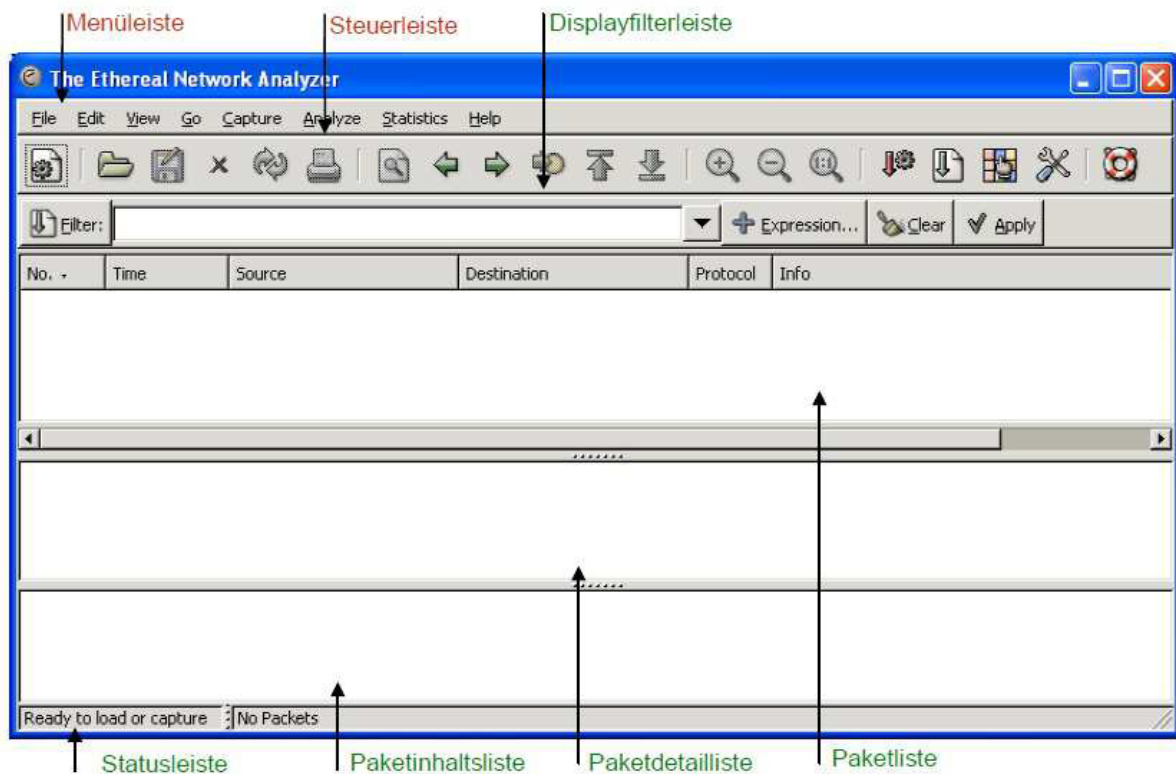 Menüleiste Steuerleiste Displayfilterleiste
The Ethereal Network Analyzer
File Edit View Go Capture Analyze Statistics Help
Filter: Expression... Clear Apply
No. Time Source Destination Protocol Info
Ready to load or capture No Packets
Statusleiste Paketinhaltsliste Paketdetailliste Paketliste